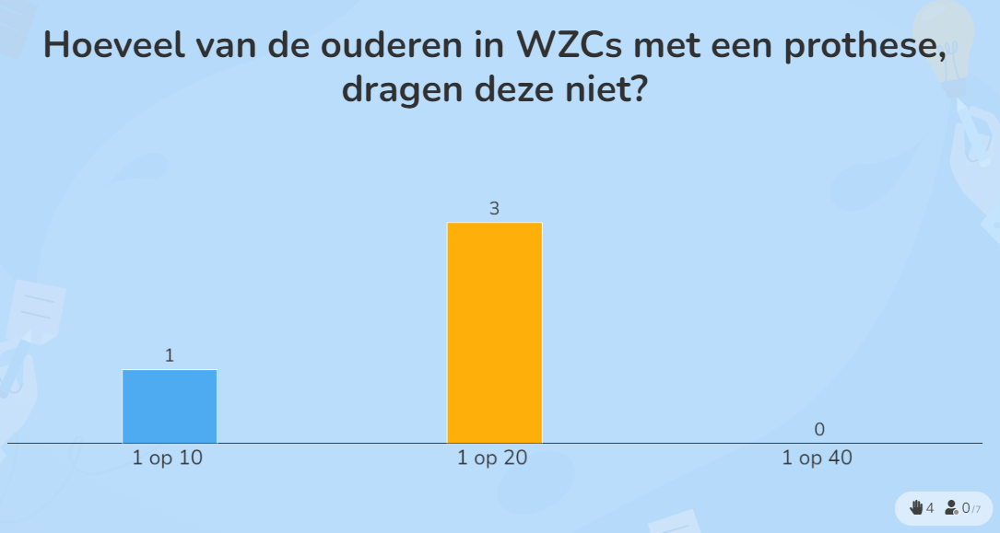 Hoeveel van de ouderen in WZCs met een prothese,
dragen deze niet?
3
1
0
1 op 10
1 op 20
1 op 40
4 0/7